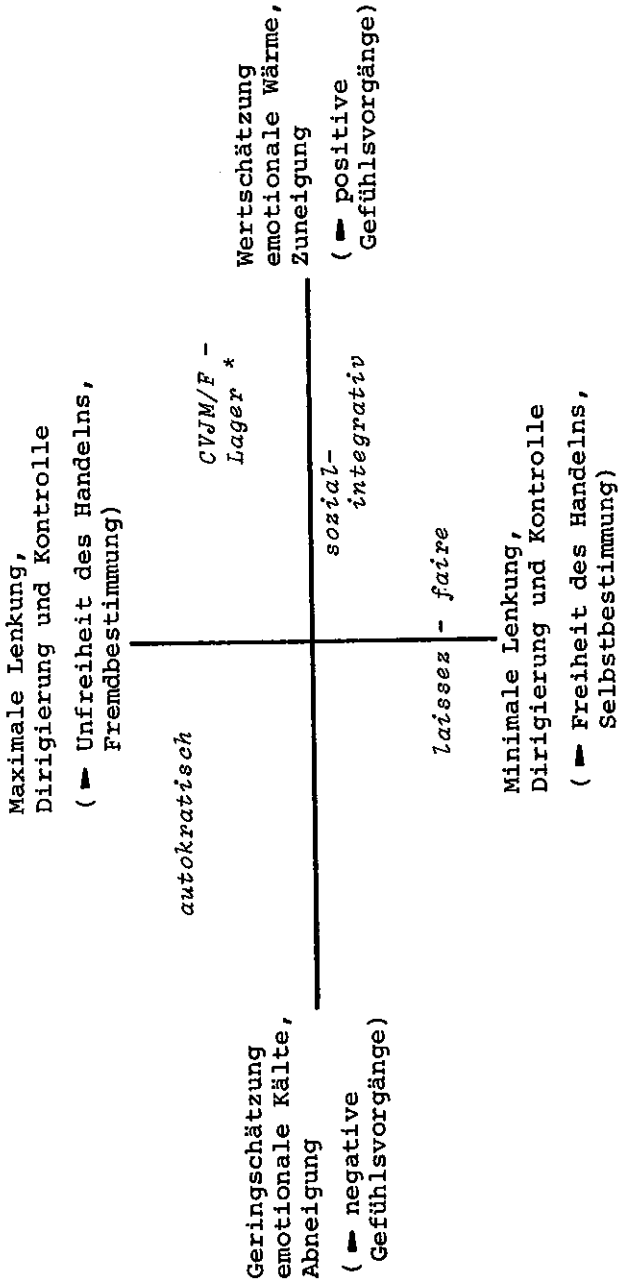 Maximale Lenkung,
Dirigierung und Kontrolle
( ➨ Unfreiheit des Handelns,
Fremdbestimmung)
autokratisch
CVJM/F -
Lager *
Geringschätzung
emotionale Kälte,
Abneigung
( ➨ negative
Gefühlsvorgänge)
Wertschätzung
emotionale Wärme,
Zuneigung
( ➨ positive
Gefühlsvorgänge)
sozial-
integrativ
laissez - faire
Minimale Lenkung,
Dirigierung und Kontrolle
( ➨ Freiheit des Handelns,
Selbstbestimmung)